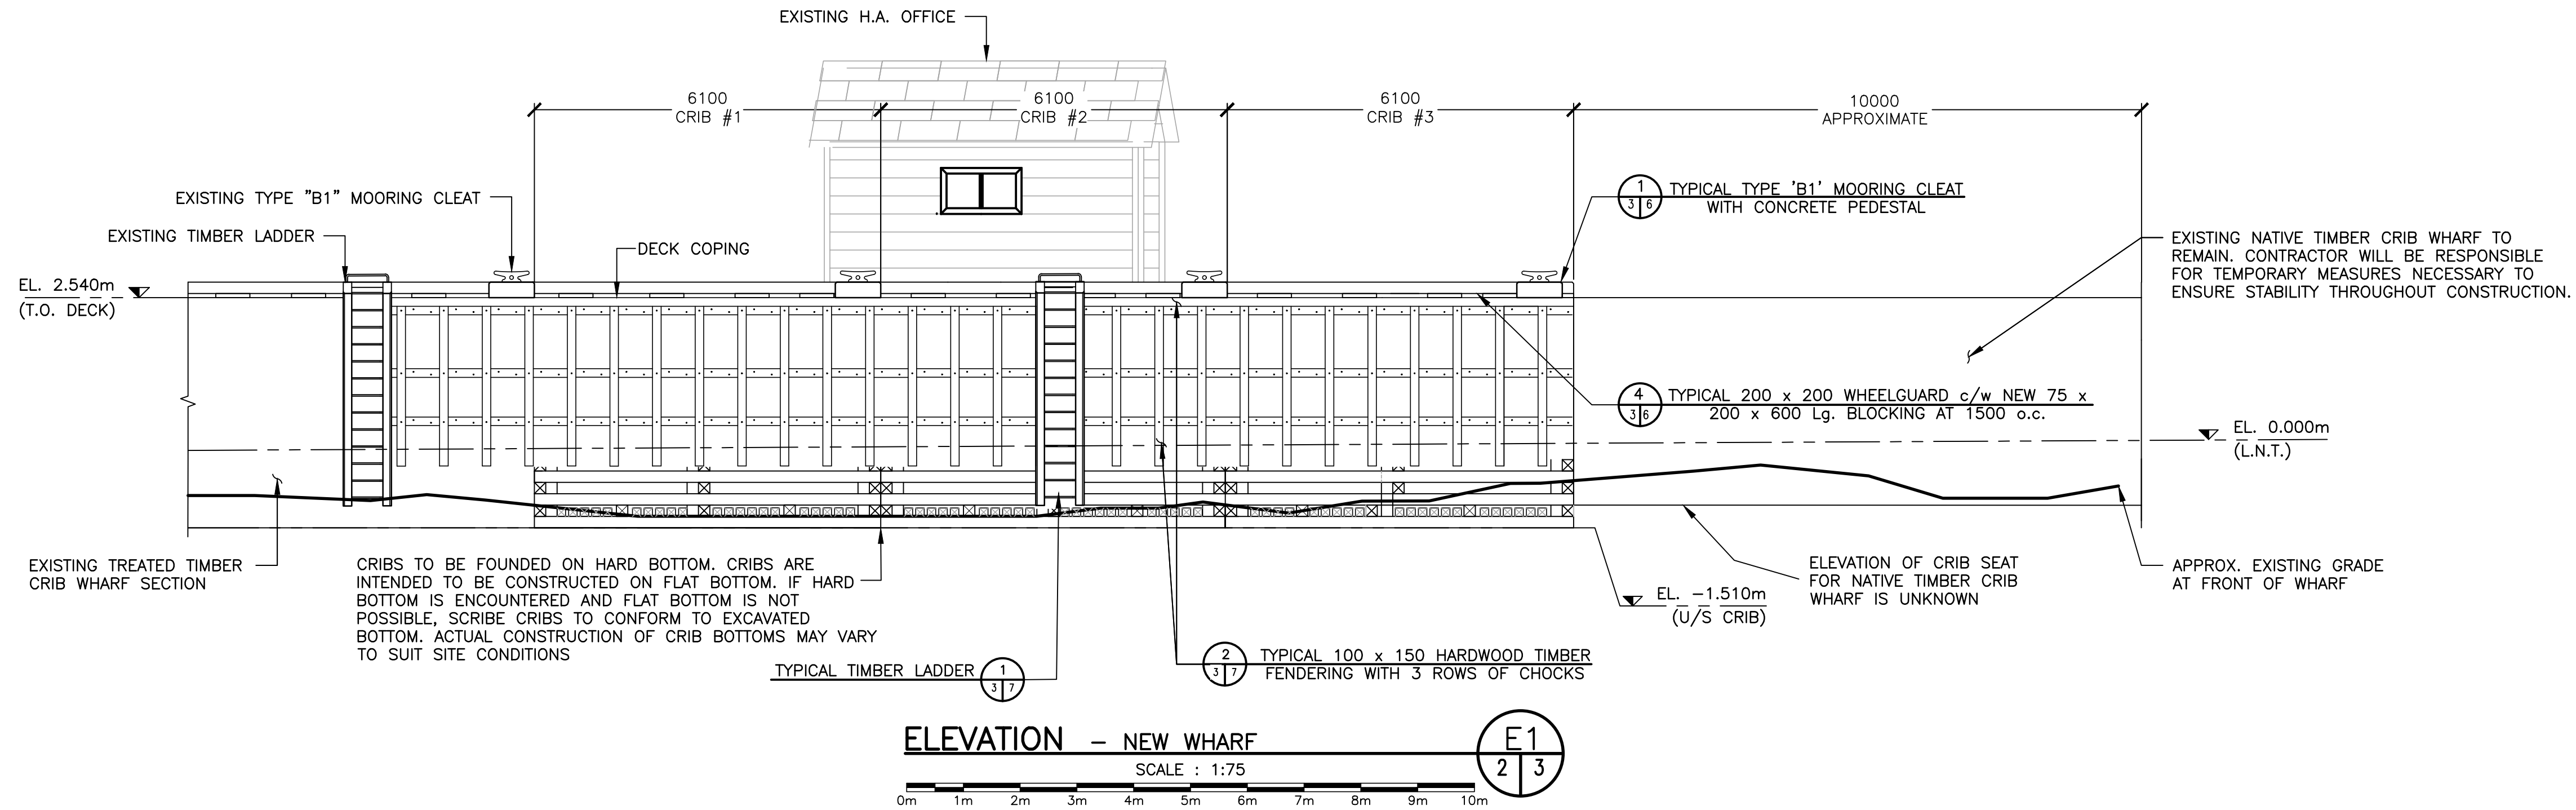 EXISTING H.A. OFFICE
6100
CRIB #1
6100
CRIB #2
6100
CRIB #3
10000
APPROXIMATE
EXISTING TYPE "B1" MOORING CLEAT
1
3 6
TYPICAL TYPE 'B1' MOORING CLEAT
WITH CONCRETE PEDESTAL
EXISTING TIMBER LADDER
DECK COPING
EXISTING NATIVE TIMBER CRIB WHARF TO
REMAIN. CONTRACTOR WILL BE RESPONSIBLE
FOR TEMPORARY MEASURES NECESSARY TO
ENSURE STABILITY THROUGHOUT CONSTRUCTION.
EL. 2.540m
(T.O. DECK)
4
3 6
TYPICAL 200 x 200 WHEELGUARD c/w NEW 75 x
200 x 600 Lg. BLOCKING AT 1500 o.c.
EL. 0.000m
(L.N.T.)
EXISTING TREATED TIMBER
CRIB WHARF SECTION
CRIBS TO BE FOUNDED ON HARD BOTTOM. CRIBS ARE
INTENDED TO BE CONSTRUCTED ON FLAT BOTTOM. IF HARD
BOTTOM IS ENCOUNTERED AND FLAT BOTTOM IS NOT
POSSIBLE, SCRIBE CRIBS TO CONFORM TO EXCAVATED
BOTTOM. ACTUAL CONSTRUCTION OF CRIB BOTTOMS MAY VARY
TO SUIT SITE CONDITIONS
ELEVATION OF CRIB SEAT
FOR NATIVE TIMBER CRIB
WHARF IS UNKNOWN
APPROX. EXISTING GRADE
AT FRONT OF WHARF
EL. -1.510m
(U/S CRIB)
TYPICAL TIMBER LADDER
1
3 7
2
3 7
TYPICAL 100 x 150 HARDWOOD TIMBER
FENDERING WITH 3 ROWS OF CHOCKS
ELEVATION - NEW WHARF
E1
2 3
SCALE : 1:75
0m 1m 2m 3m 4m 5m 6m 7m 8m 9m 10m